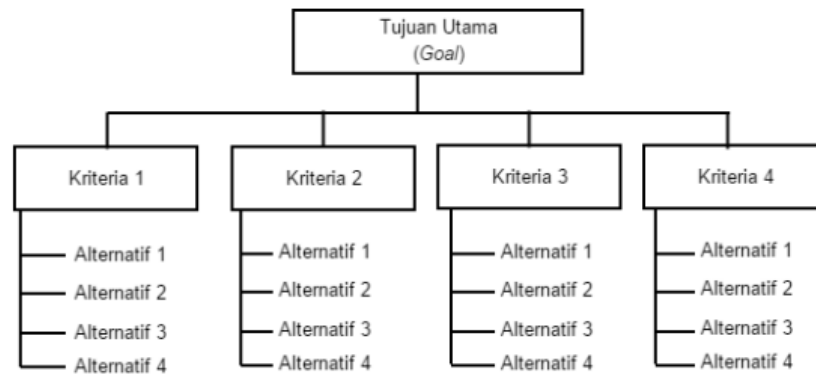 Tujuan Utama
(Goal)
Kriteria 1
Kriteria 2
Kriteria 3
Kriteria 4
Alternatif 1
Alternatif 2
Alternatif 3
Alternatif 4
Alternatif 1
Alternatif 2
Alternatif 3
Alternatif 4
Alternatif 1
Alternatif 2
Alternatif 3
Alternatif 4
Alternatif 1
Alternatif 2
Alternatif 3
Alternatif 4